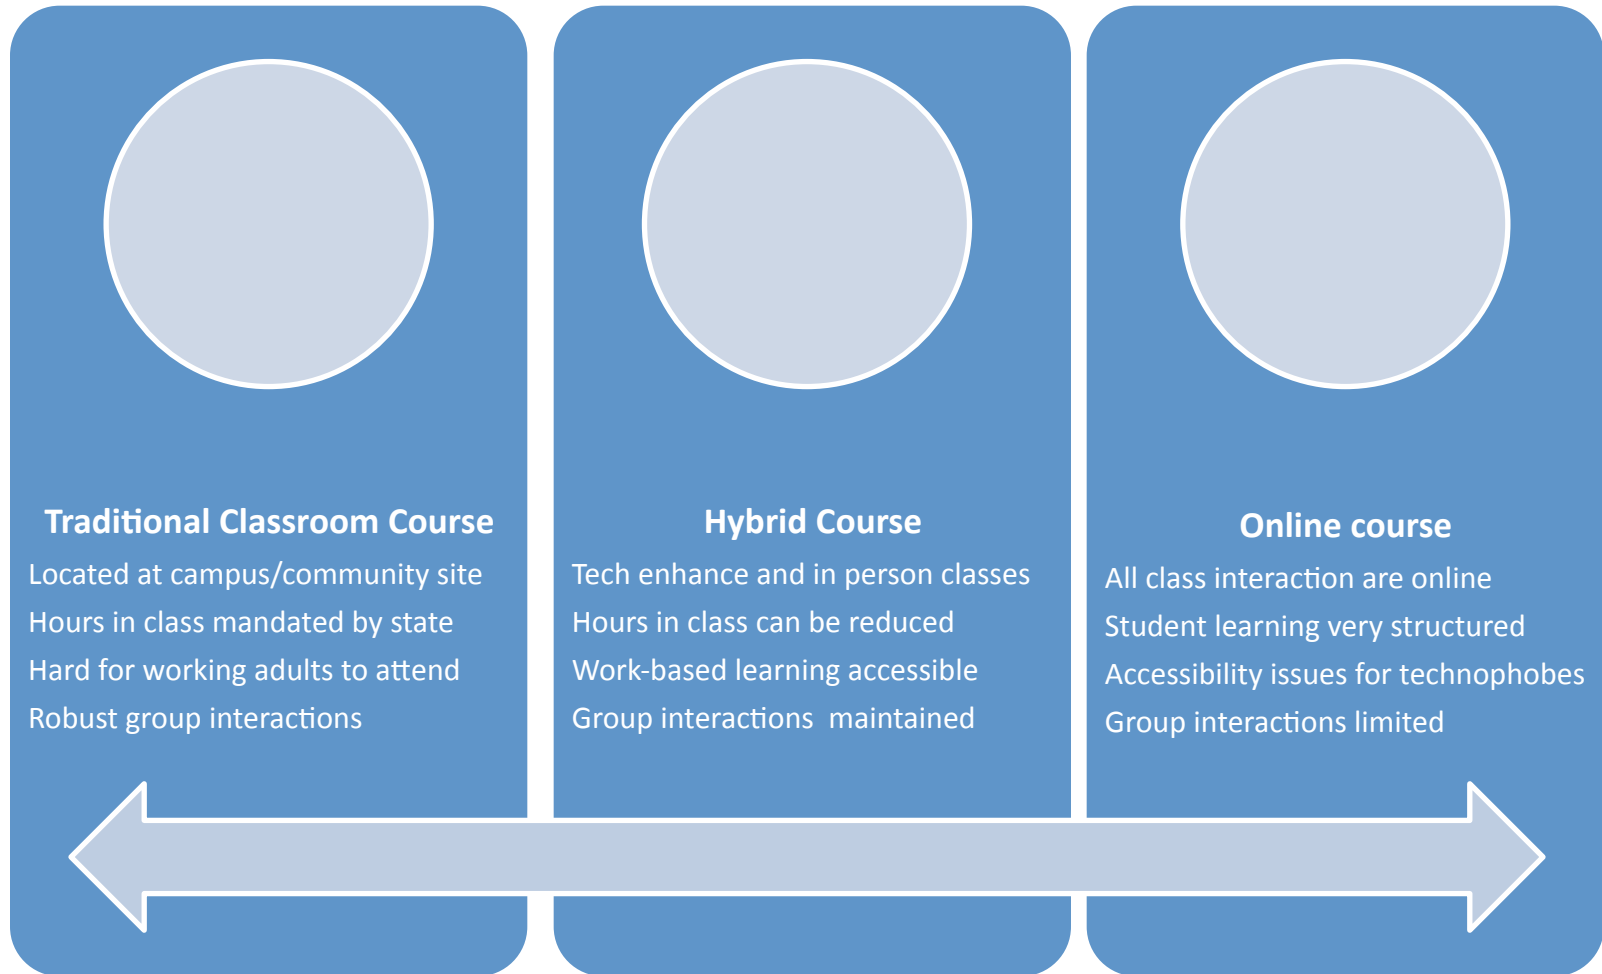 Traditional Classroom Course
Located at campus/community site
Hours in class mandated by state
Hard for working adults to attend
Robust group interactions
Hybrid Course
Tech enhance and in person classes
Hours in class can be reduced
Work-based learning accessible
Group interactions  maintained
Online course
All class interaction are online
Student learning very structured
Accessibility issues for technophobes
Group interactions limited